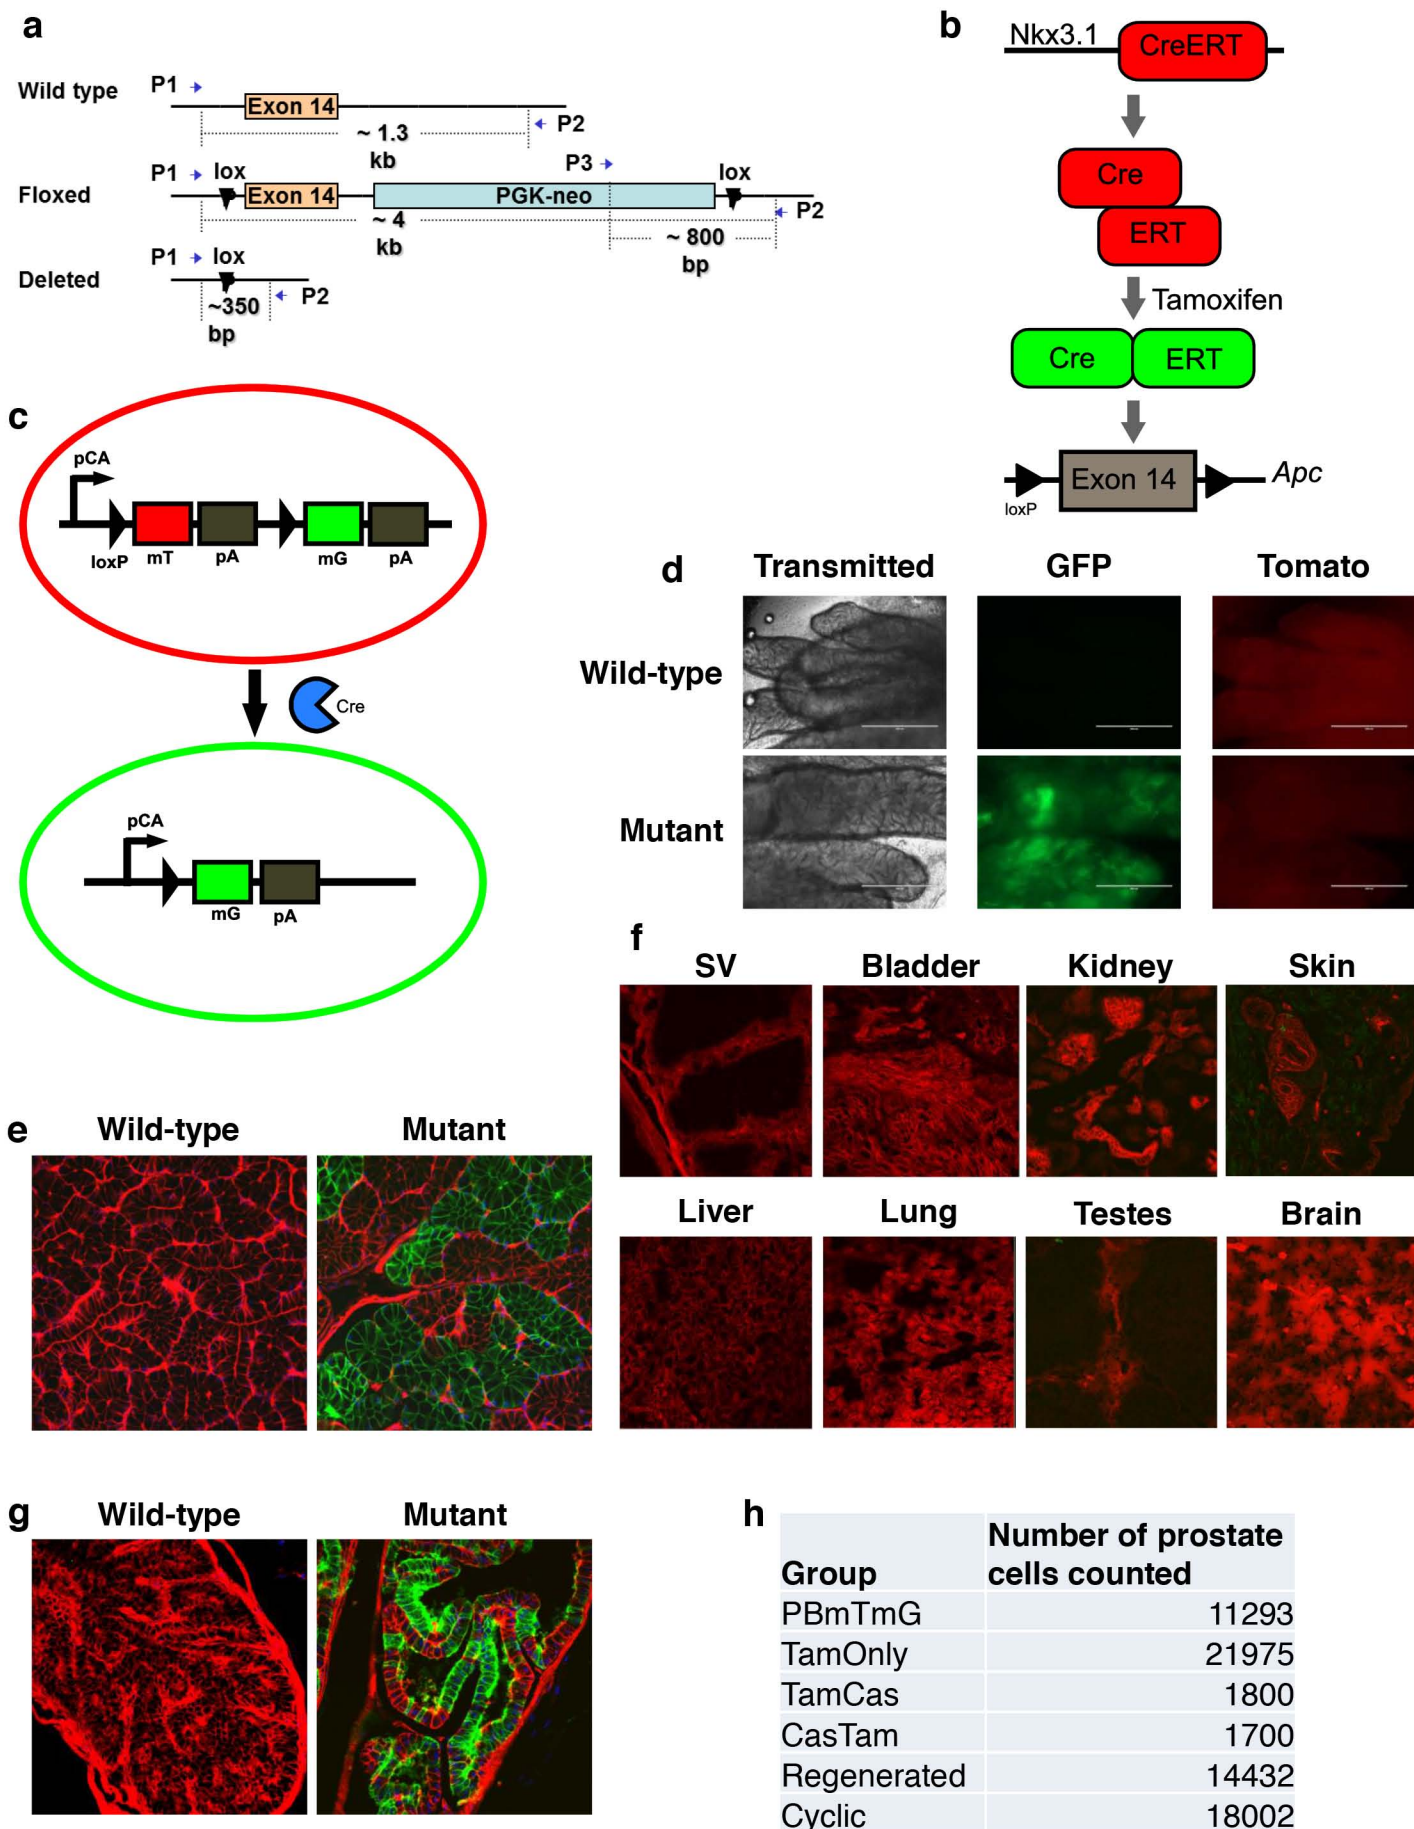 a
Wild type
P1
Exon 14
P2
~ 1.3
kb
Floxed
P1
lox
Exon 14
P3
PGK-neo
lox
P2
~ 4
kb
~ 800
bp
Deleted
P1
lox
P2
~350
bp
b
Nkx3.1
CreERT
Cre
ERT
Tamoxifen
Cre
ERT
Exon 14
Apc
loxP
c
pCA
loxP
mT
pA
mG
pA
Cre
pCA
mG
pA
d
Transmitted
GFP
Tomato
Wild-type
Mutant
e
Wild-type
Mutant
f
SV
Bladder
Kidney
Skin
Liver
Lung
Testes
Brain
g
Wild-type
Mutant
h
Group
Number of prostate
cells counted
PBmTmG 11293
TamOnly 21975
TamCas 1800
CasTam 1700
Regenerated 14432
Cyclic 18002